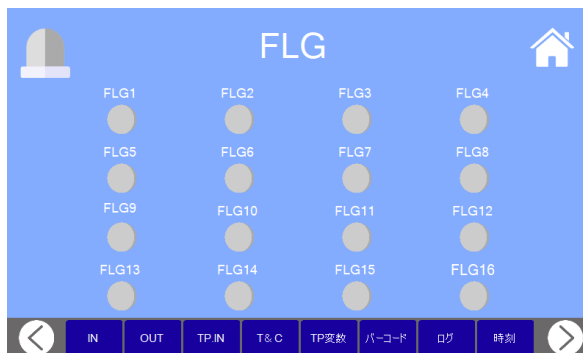 FLG
FLG1 FLG2 FLG3 FLG4
FLG5 FLG6 FLG7 FLG8
FLG9 FLG10 FLG11 FLG12
FLG13 FLG14 FLG15 FLG16
IN OUT TP.IN T& C TP変数 バーコード ログ 時刻